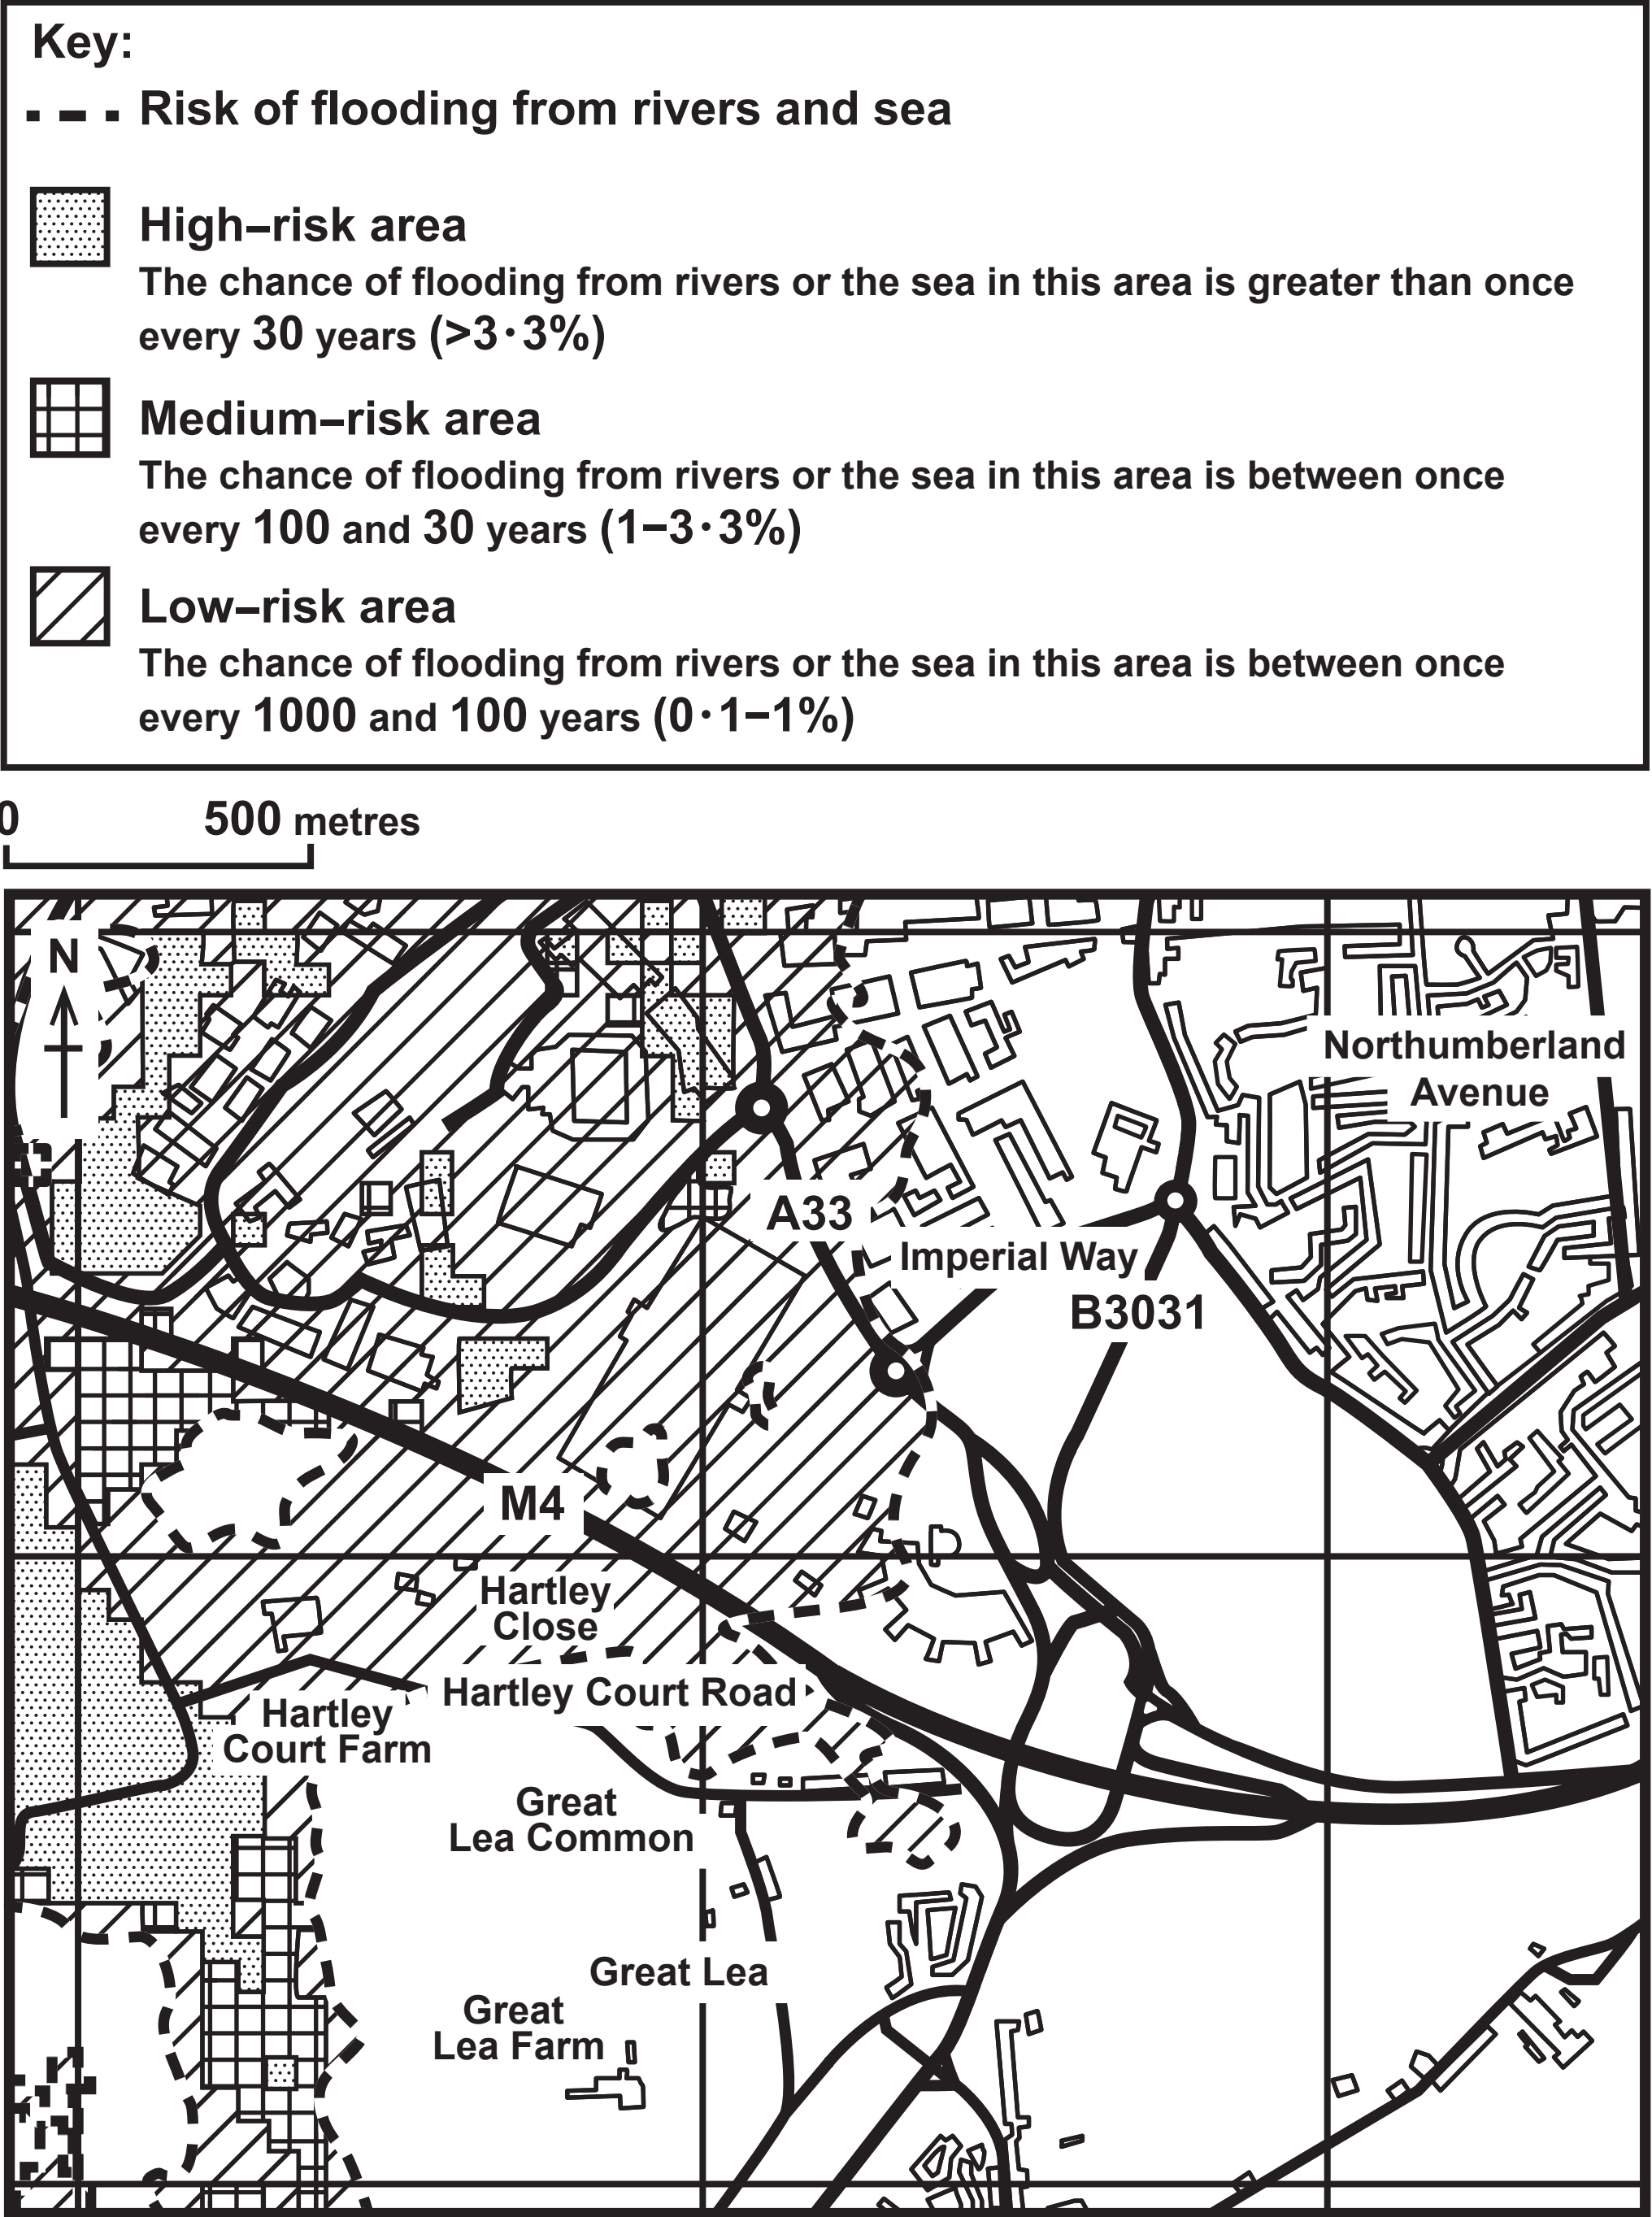 Key:
Risk of flooding from rivers and sea
High–risk area
The chance of flooding from rivers or the sea in this area is greater than once
every 30 years (>3·3%)
Medium–risk area
The chance of flooding from rivers or the sea in this area is between once
every 100 and 30 years (1–3·3%)
Low–risk area
The chance of flooding from rivers or the sea in this area is between once
every 1000 and 100 years (0·1–1%)
0 500 metres
N
Northumberland
Avenue
A33
Imperial Way
B3031
M4
Hartley
Close
Hartley Court Road
Hartley
Court Farm
Great
Lea Common
Great Lea
Great
Lea Farm